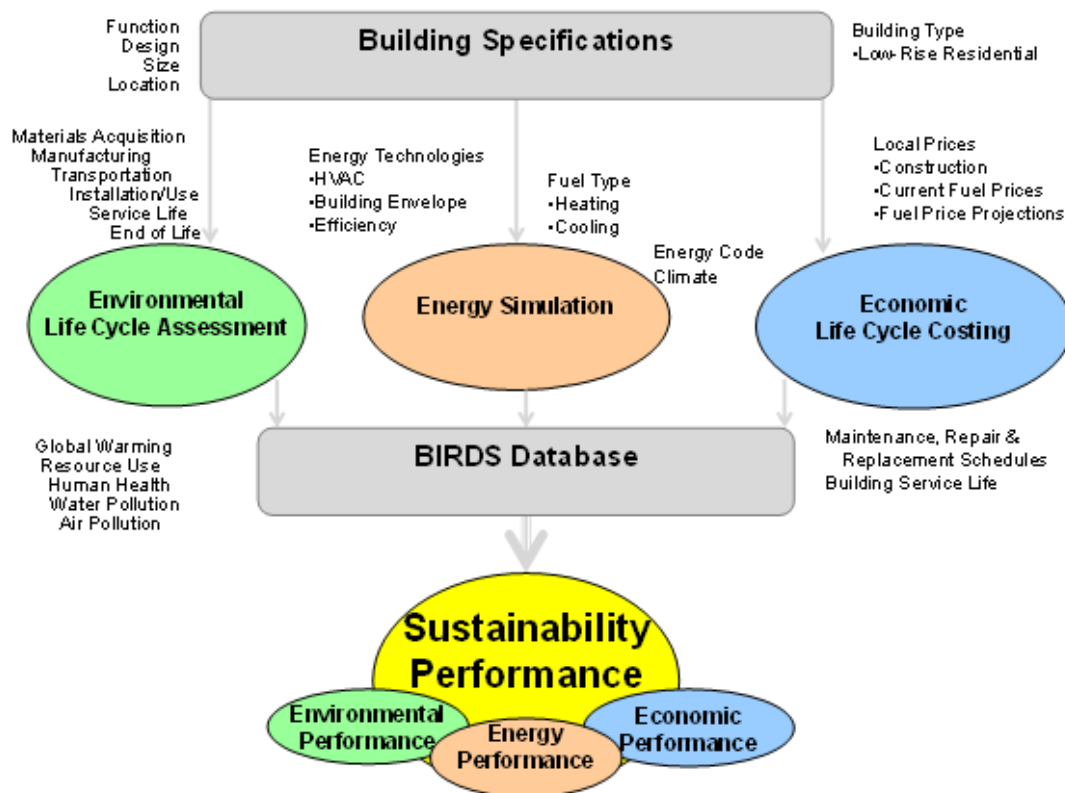 Function
Design
Size
Location
Building Specifications
Building Type
•Low-Rise Residential
Materials Acquisition
Manufacturing
Transportation
Installation/Use
Service Life
End of Life
Energy Technologies
•HVAC
•Building Envelope
•Efficiency
Fuel Type
•Heating
•Cooling
Energy Code
Climate
Local Prices
•Construction
•Current Fuel Prices
•Fuel Price Projections
Environmental
Life Cycle Assessment
Energy Simulation
Economic
Life Cycle Costing
Global Warming
Resource Use
Human Health
Water Pollution
Air Pollution
BIRDS Database
Maintenance, Repair &
Replacement Schedules
Building Service Life
Sustainability
Performance
Environmental
Performance
Energy
Performance
Economic
Performance